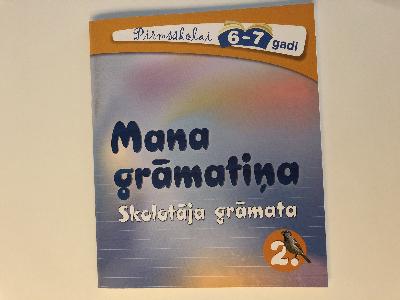 Pirmsskolai
6-7
gadi
Mana
grāmatiņa
Skolotāja grāmata
2.